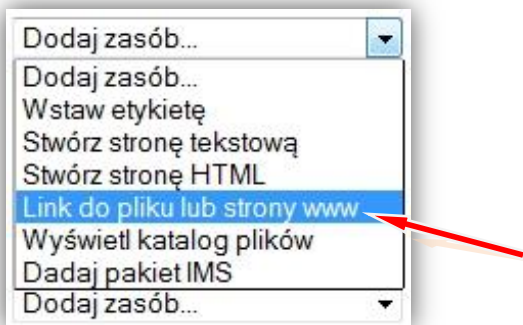 Dodaj zasób...
Dodaj zasób...
Wstaw etykietę
Stwórz stronę tekstową
Stwórz stronę HTML
Link do pliku lub strony www
Wyświetl katalog plików
Dadaj pakiet IMS
Dodaj zasób...